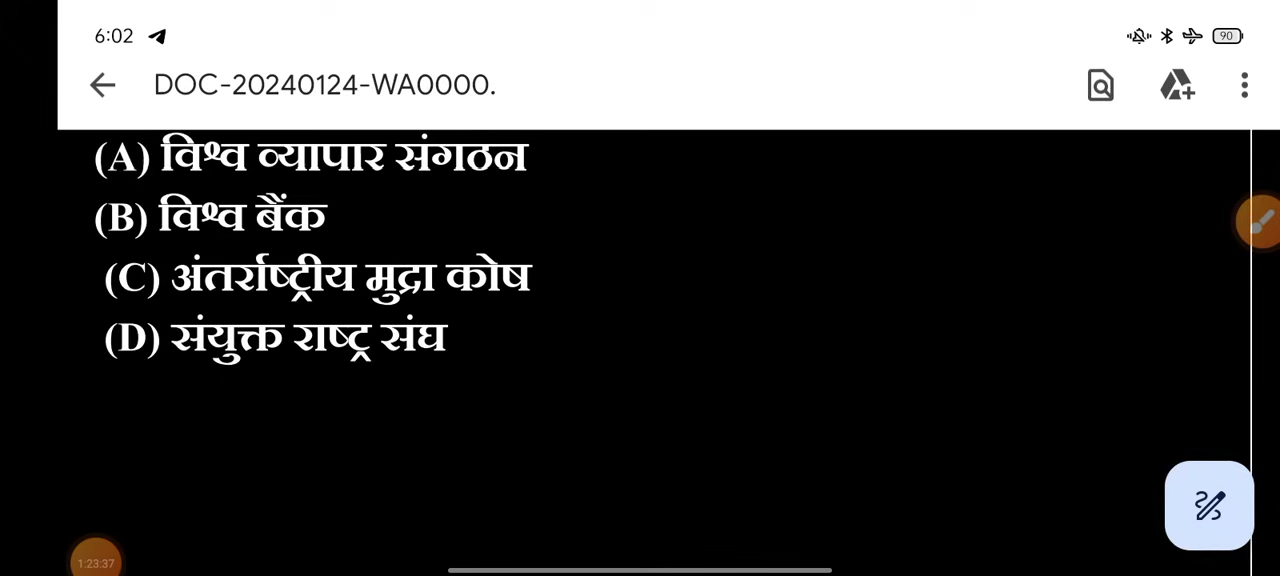 6:02
90
DOC-20240124-WA0000.
(A) विश्व व्यापार संगठन
(B) विश्व बैंक
(C) अंतर्राष्ट्रीय मुद्रा कोष
(D) संयुक्त राष्ट्र संघ
1:23:37